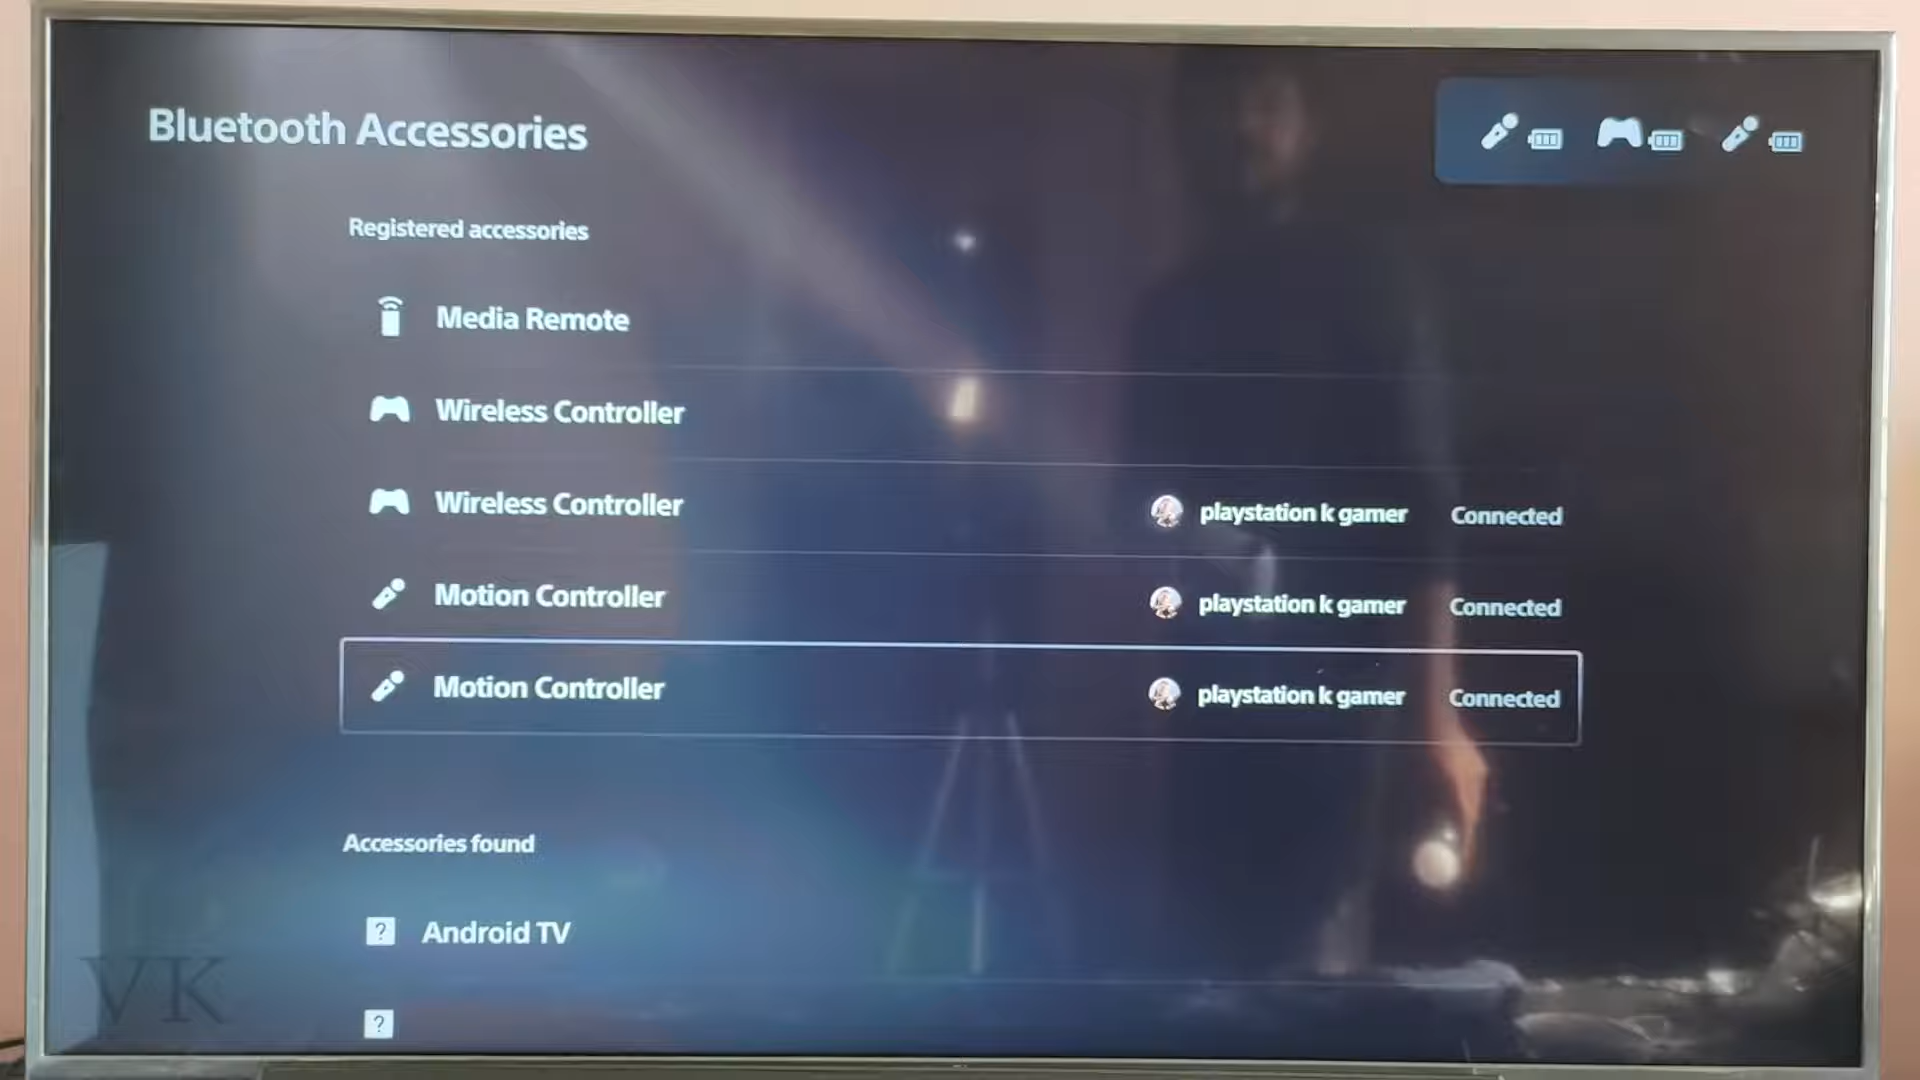 Bluetooth Accessories
Registered accessories
Media Remote
Wireless Controller
Wireless Controller playstation k gamer Connected
Motion Controller playstation k gamer Connected
Motion Controller playstation k gamer Connected
Accessories found
? Android TV
?
VK